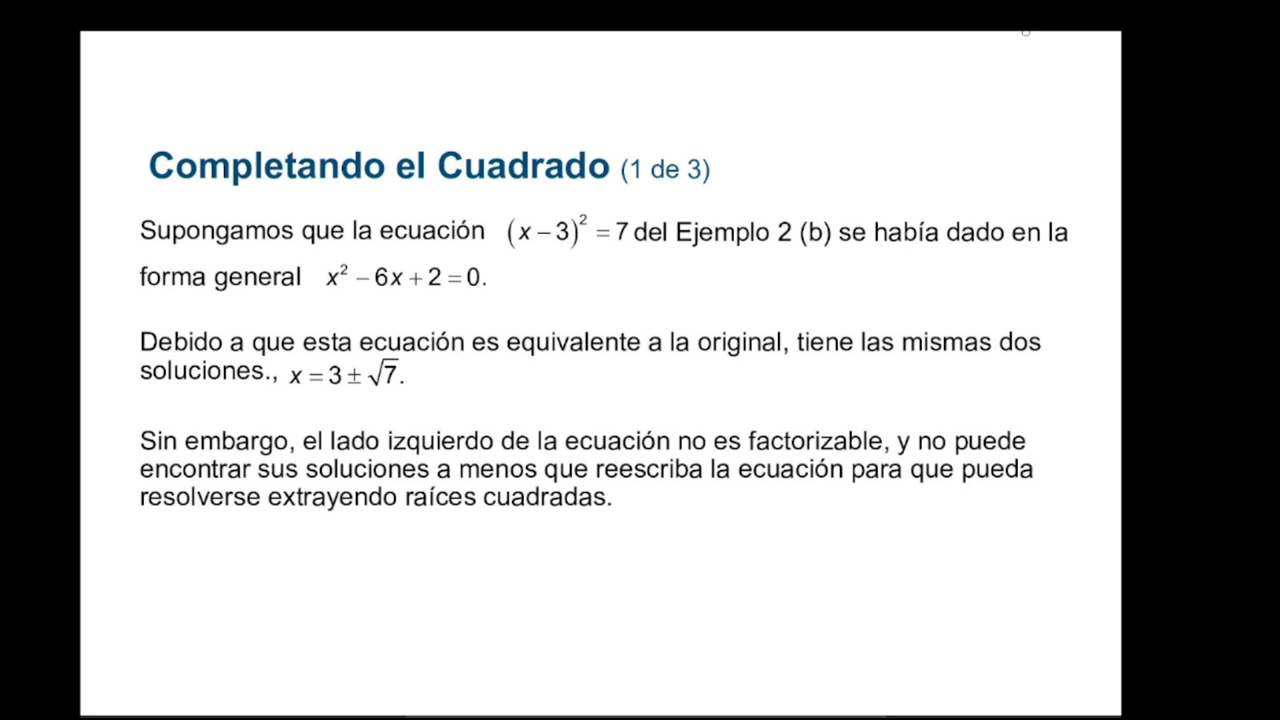 Completando el Cuadrado (1 de 3)
Supongamos que la ecuación (x – 3)² = 7 del Ejemplo 2 (b) se había dado en la
forma general x² – 6x + 2 = 0.
Debido a que esta ecuación es equivalente a la original, tiene las mismas dos
soluciones., x = 3 ± √7.
Sin embargo, el lado izquierdo de la ecuación no es factorizable, y no puede
encontrar sus soluciones a menos que reescriba la ecuación para que pueda
resolverse extrayendo raíces cuadradas.